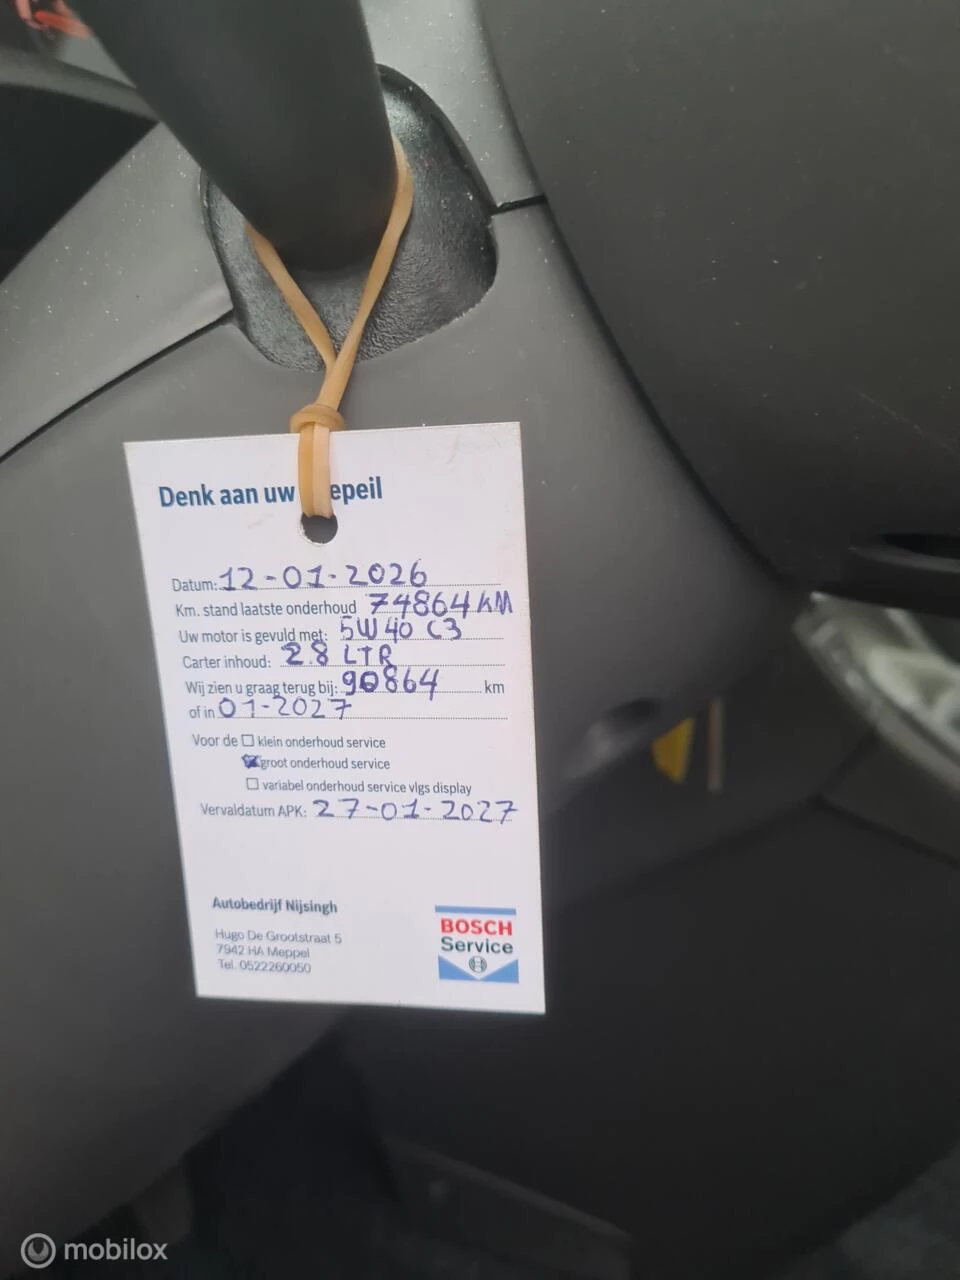 Denk aan uw epeil
Datum: 12-01-2026
Km. stand laatste onderhoud 74864 KM
Uw motor is gevuld met: 5W40 C3
Carter inhoud: 2.8 LTR
Wij zien u graag terug bij: 90864 km
of in 01-2027
Voor de klein onderhoud service
groot onderhoud service
variabel onderhoud service vlgs display
Vervaldatum APK: 27-01-2027
Autobedrijf Nijsingh
Hugo De Grootstraat 5
7942 HA Meppel
Tel. 0522260050
BOSCH
Service
mobilox